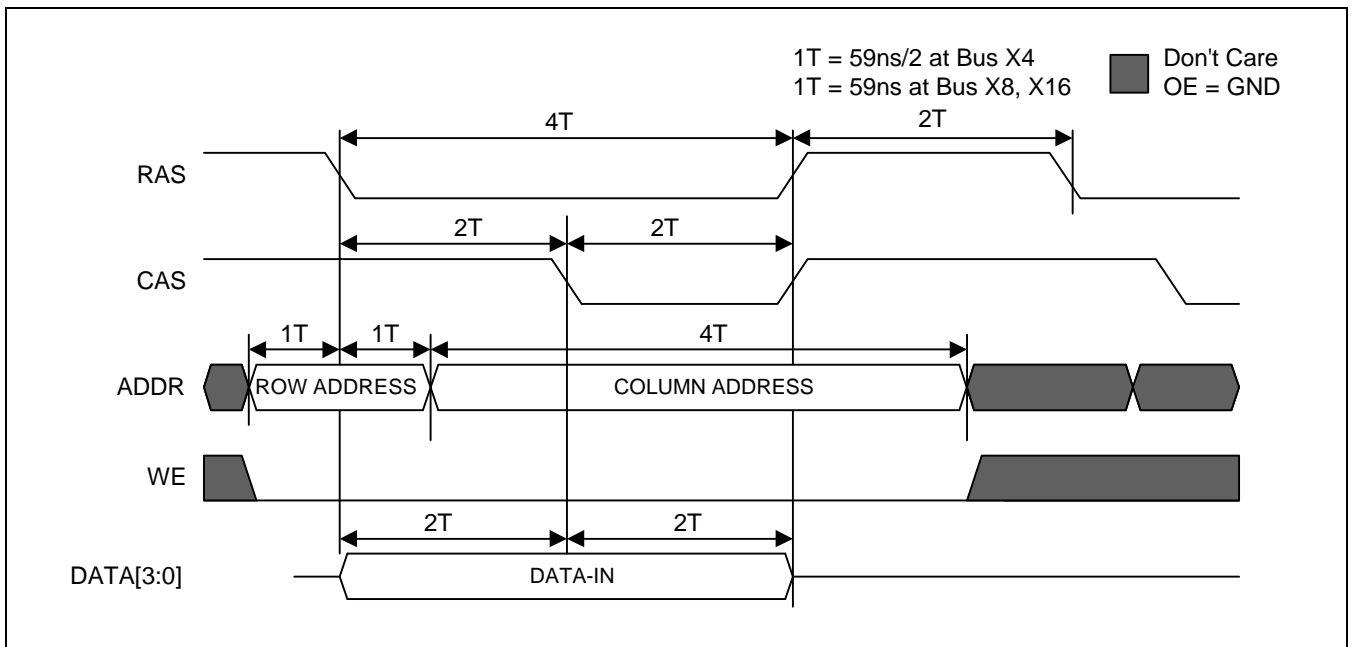 1T = 59ns/2 at Bus X4
1T = 59ns at Bus X8, X16
Don't Care
OE = GND
4T
2T
RAS
2T
2T
CAS
1T
1T
4T
ADDR
ROW ADDRESS
COLUMN ADDRESS
WE
2T
2T
DATA[3:0]
DATA-IN